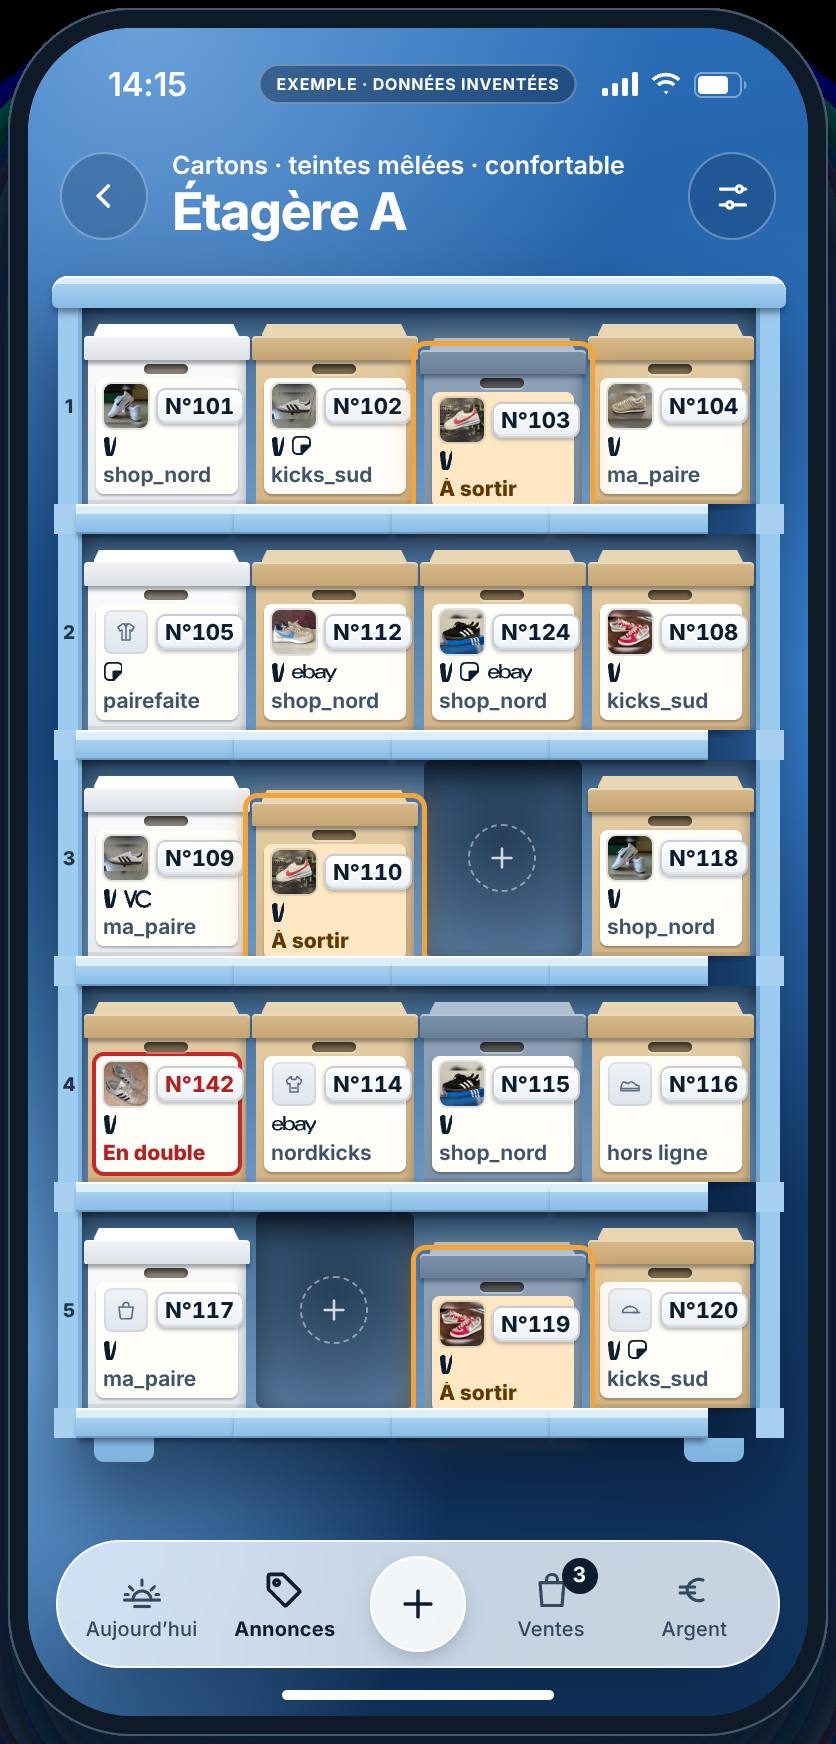 14:15
EXEMPLE · DONNÉES INVENTÉES
Cartons · teintes mêlées · confortable
Étagère A
1
N°101
shop_nord
N°102
kicks_sud
N°103
À sortir
N°104
ma_paire
2
N°105
pairefaite
N°112
ebay
shop_nord
N°124
ebay
shop_nord
N°108
kicks_sud
3
N°109
VC
ma_paire
N°110
À sortir
N°118
shop_nord
4
N°142
En double
N°114
ebay
nordkicks
N°115
shop_nord
N°116
hors ligne
5
N°117
ma_paire
N°119
À sortir
N°120
kicks_sud
Aujourd’hui
Annonces
3
Ventes
Argent